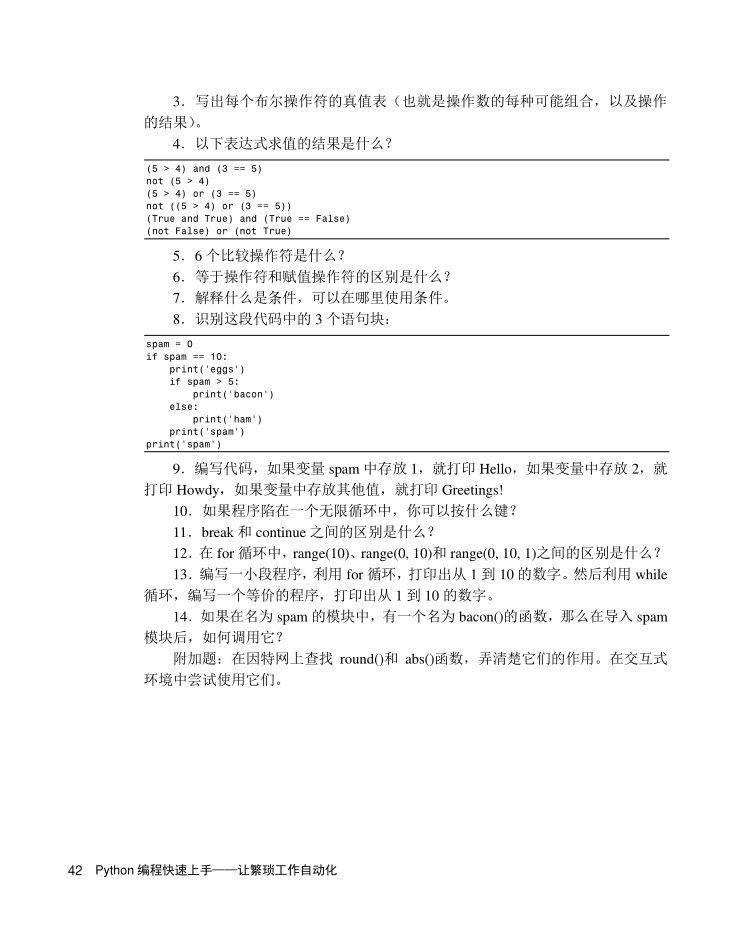 3．写出每个布尔操作符的真值表（也就是操作数的每种可能组合，以及操作
的结果）。
4．以下表达式求值的结果是什么？
(5 > 4) and (3 == 5)
not (5 > 4)
(5 > 4) or (3 == 5)
not ((5 > 4) or (3 == 5))
(True and True) and (True == False)
(not False) or (not True)
5．6 个比较操作符是什么？
6．等于操作符和赋值操作符的区别是什么？
7．解释什么是条件，可以在哪里使用条件。
8．识别这段代码中的 3 个语句块：
spam = 0
if spam == 10:
    print('eggs')
    if spam > 5:
        print('bacon')
    else:
        print('ham')
    print('spam')
print('spam')
9．编写代码，如果变量 spam 中存放 1，就打印 Hello，如果变量中存放 2，就
打印 Howdy，如果变量中存放其他值，就打印 Greetings!
10．如果程序陷在一个无限循环中，你可以按什么键？
11．break 和 continue 之间的区别是什么？
12．在 for 循环中，range(10)、range(0, 10)和 range(0, 10, 1)之间的区别是什么？
13．编写一小段程序，利用 for 循环，打印出从 1 到 10 的数字。然后利用 while
循环，编写一个等价的程序，打印出从 1 到 10 的数字。
14．如果在名为 spam 的模块中，有一个名为 bacon()的函数，那么在导入 spam
模块后，如何调用它？
附加题：在因特网上查找 round()和 abs()函数，弄清楚它们的作用。在交互式
环境中尝试使用它们。
42 Python 编程快速上手——让繁琐工作自动化